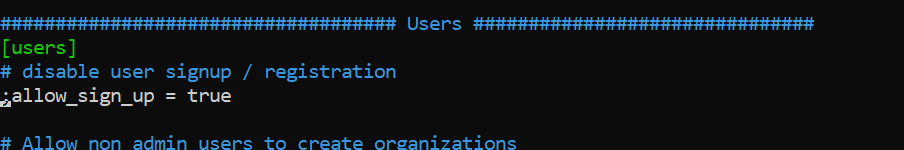 #################################### Users ###############################
[users]
# disable user signup / registration
;allow_sign_up = true
# Allow non admin users to create organizations